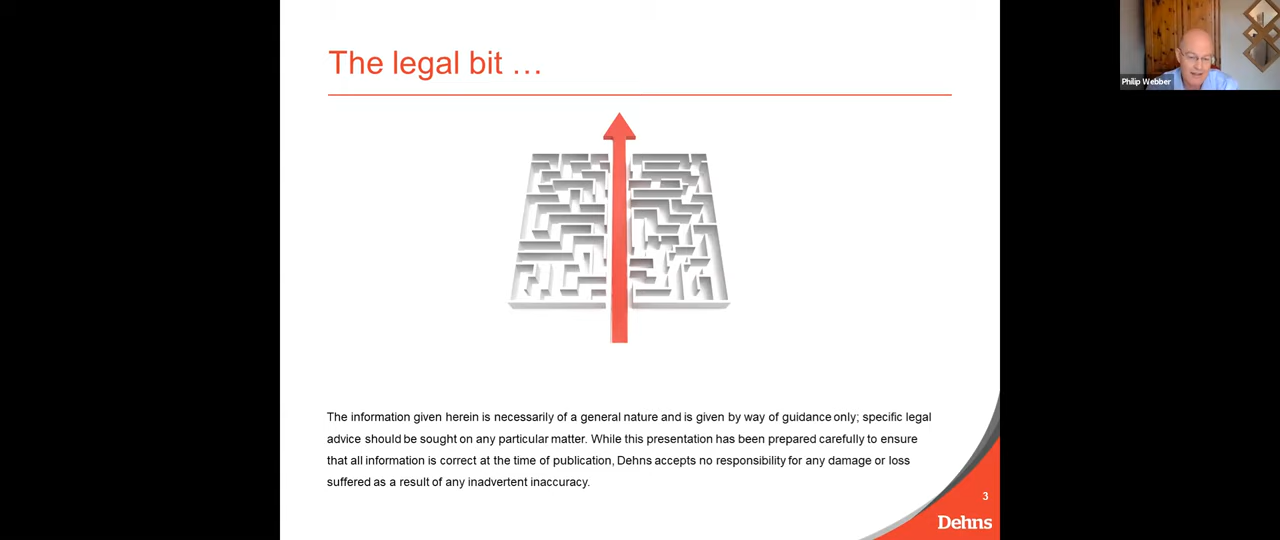 The legal bit …
Philip Webber
The information given herein is necessarily of a general nature and is given by way of guidance only; specific legal
advice should be sought on any particular matter. While this presentation has been prepared carefully to ensure
that all information is correct at the time of publication, Dehns accepts no responsibility for any damage or loss
suffered as a result of any inadvertent inaccuracy.
3
Dehns